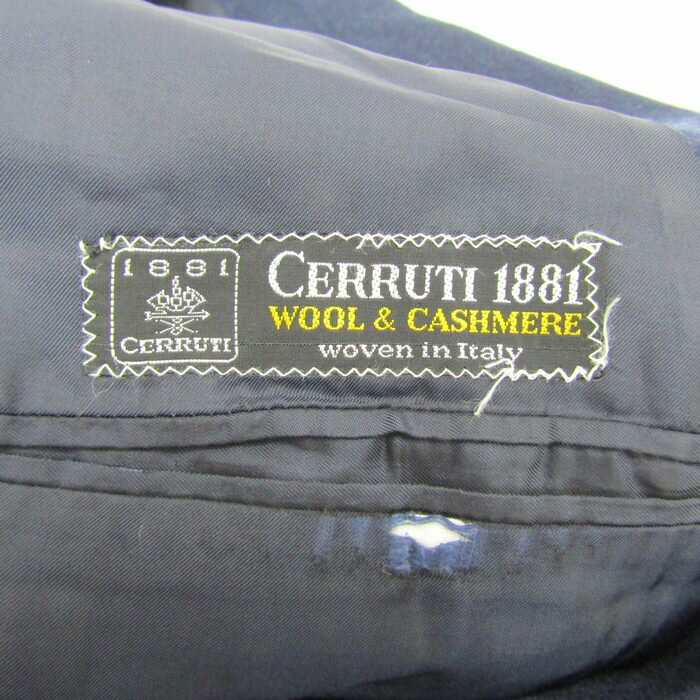 1881
CERRUTI
CERRUTI 1881
WOOL & CASHMERE
woven in Italy